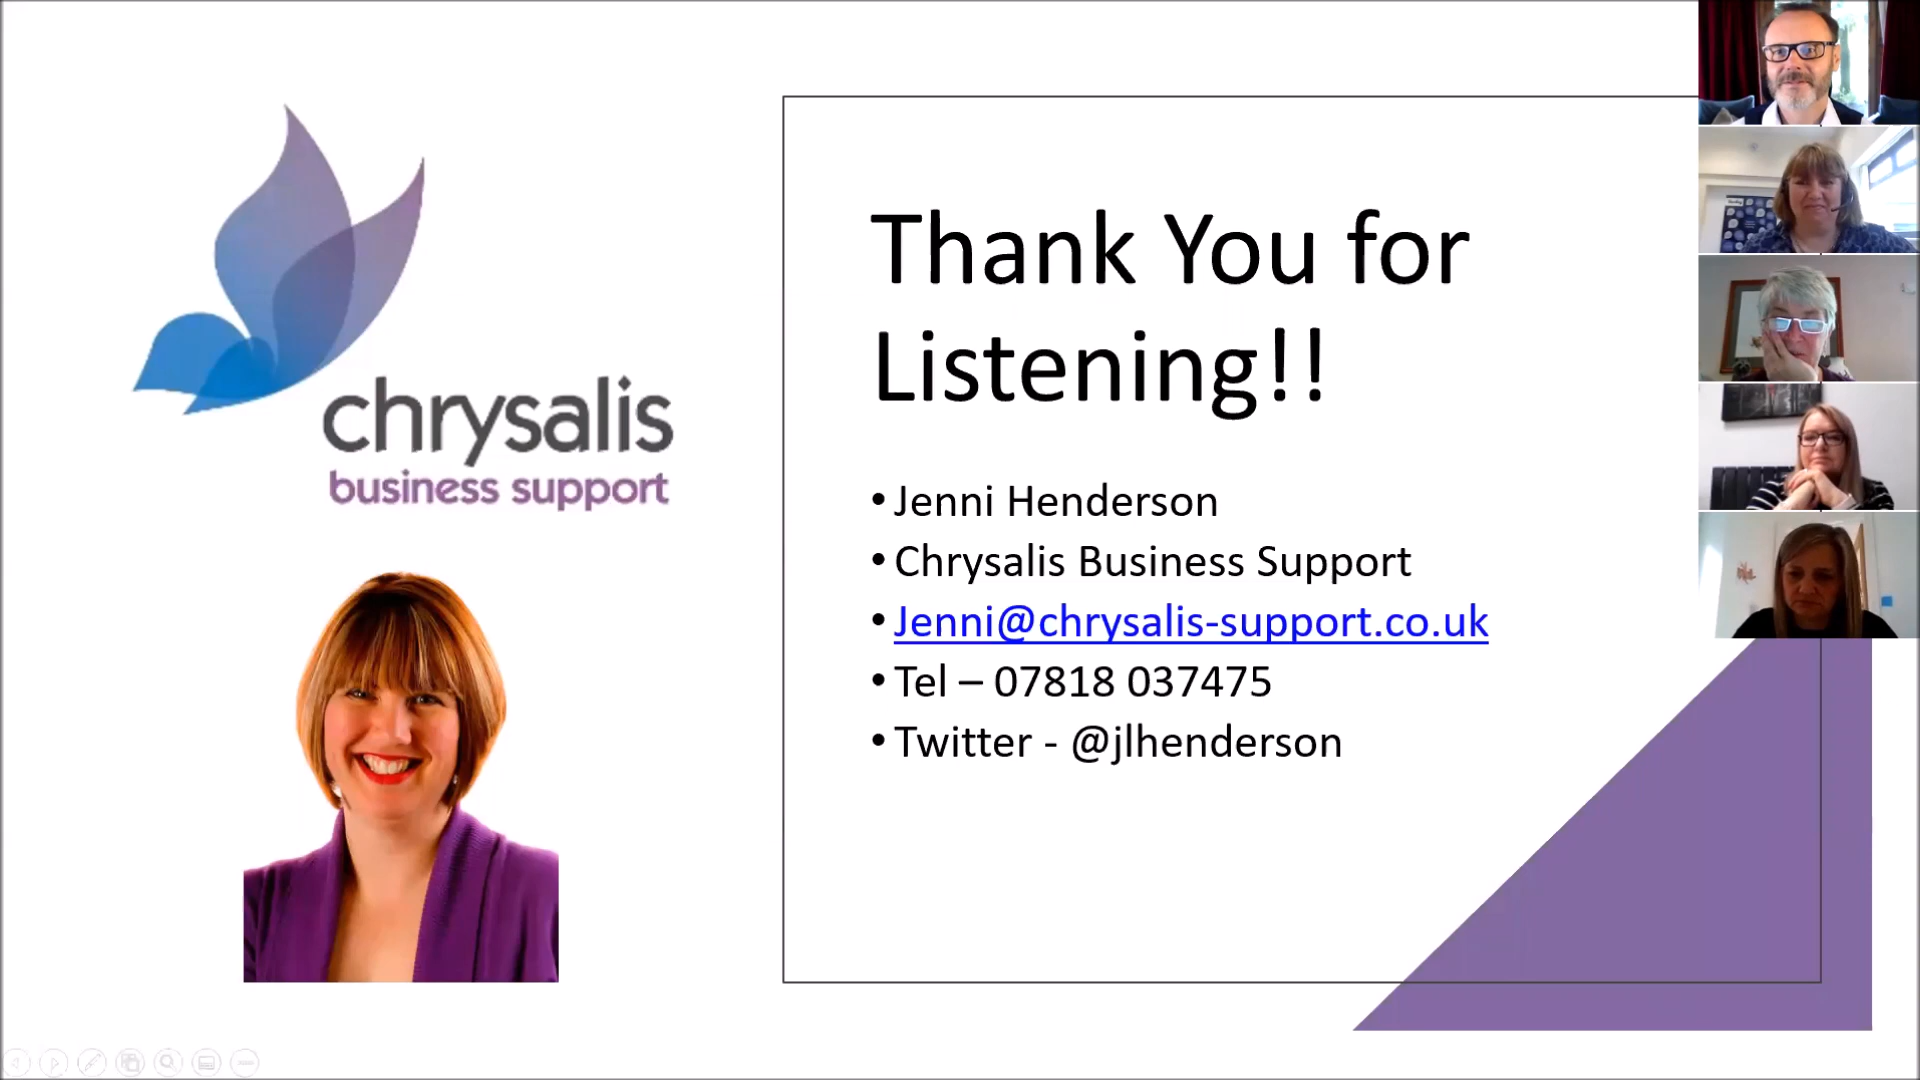 chrysalis
business support
Thank You for
Listening!!
• Jenni Henderson
• Chrysalis Business Support
• Jenni@chrysalis-support.co.uk
• Tel – 07818 037475
• Twitter - @jlhenderson